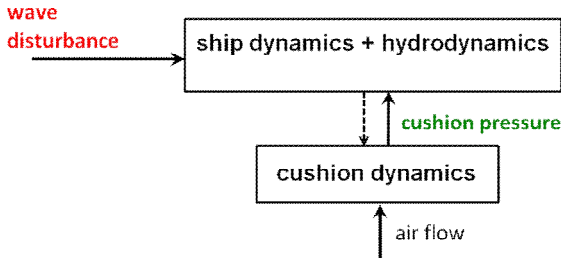 wave
disturbance
ship dynamics + hydrodynamics
cushion pressure
cushion dynamics
air flow